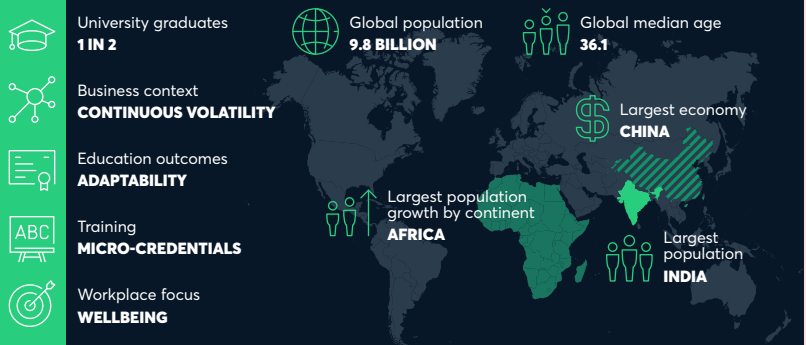 University graduates
1 IN 2
Business context
CONTINUOUS VOLATILITY
Education outcomes
ADAPTABILITY
ABC
Training
MICRO-CREDENTIALS
Workplace focus
WELLBEING
Global population
9.8 BILLION
Global median age
36.1
$
Largest economy
CHINA
Largest population
growth by continent
AFRICA
Largest
population
INDIA